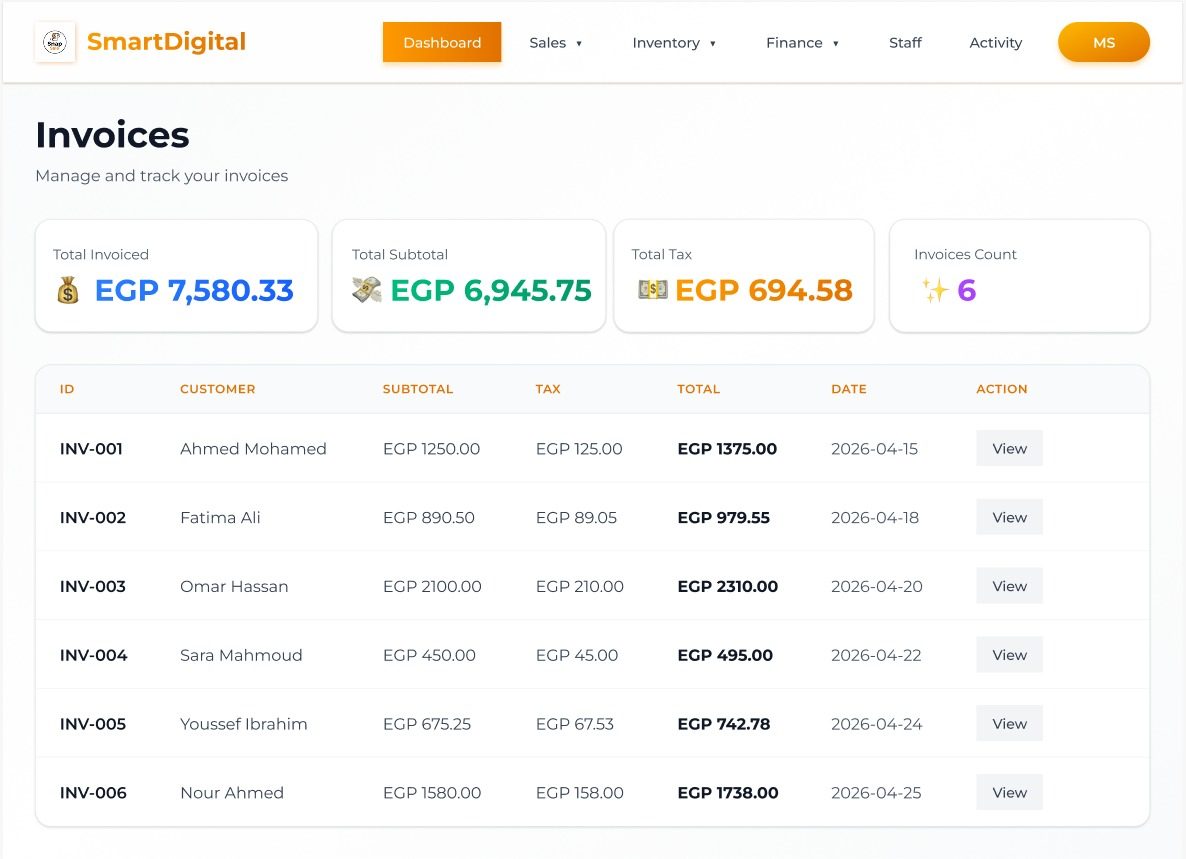 Snap
SmartDigital Dashboard Sales ▼ Inventory ▼ Finance ▼ Staff Activity MS
Invoices
Manage and track your invoices
Total Invoiced Total Subtotal Total Tax Invoices Count
EGP 7,580.33 EGP 6,945.75 EGP 694.58 6
ID CUSTOMER SUBTOTAL TAX TOTAL DATE ACTION
INV-001 Ahmed Mohamed EGP 1250.00 EGP 125.00 EGP 1375.00 2026-04-15 View
INV-002 Fatima Ali EGP 890.50 EGP 89.05 EGP 979.55 2026-04-18 View
INV-003 Omar Hassan EGP 2100.00 EGP 210.00 EGP 2310.00 2026-04-20 View
INV-004 Sara Mahmoud EGP 450.00 EGP 45.00 EGP 495.00 2026-04-22 View
INV-005 Youssef Ibrahim EGP 675.25 EGP 67.53 EGP 742.78 2026-04-24 View
INV-006 Nour Ahmed EGP 1580.00 EGP 158.00 EGP 1738.00 2026-04-25 View